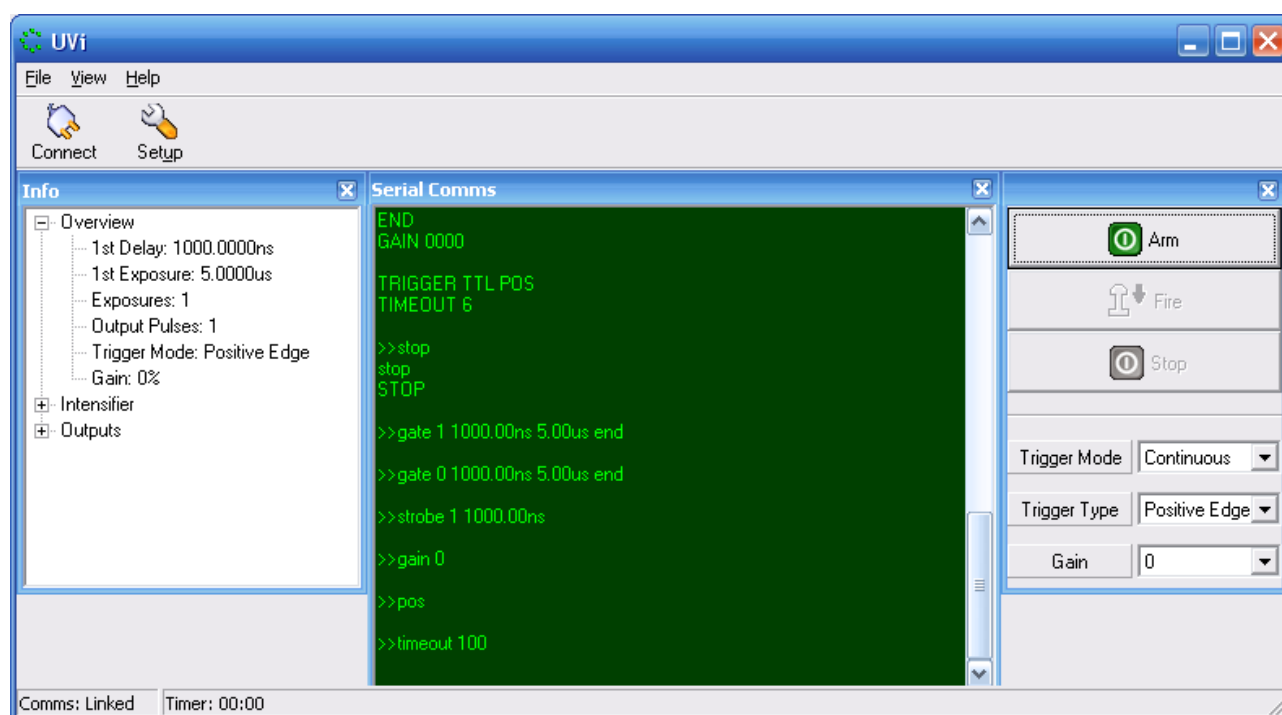 UVi
File View Help
Connect Setup
Info
Overview
1st Delay: 1000.0000ns
1st Exposure: 5.0000us
Exposures: 1
Output Pulses: 1
Trigger Mode: Positive Edge
Gain: 0%
Intensifier
Outputs
Serial Comms
END
GAIN 0000
TRIGGER TTL POS
TIMEOUT 6
>>stop
stop
STOP
>>gate 1 1000.00ns 5.00us end
>>gate 0 1000.00ns 5.00us end
>>strobe 1 1000.00ns
>>gain 0
>>pos
>>timeout 100
Arm
Fire
Stop
Trigger Mode Continuous
Trigger Type Positive Edge
Gain 0
Comms: Linked Timer: 00:00